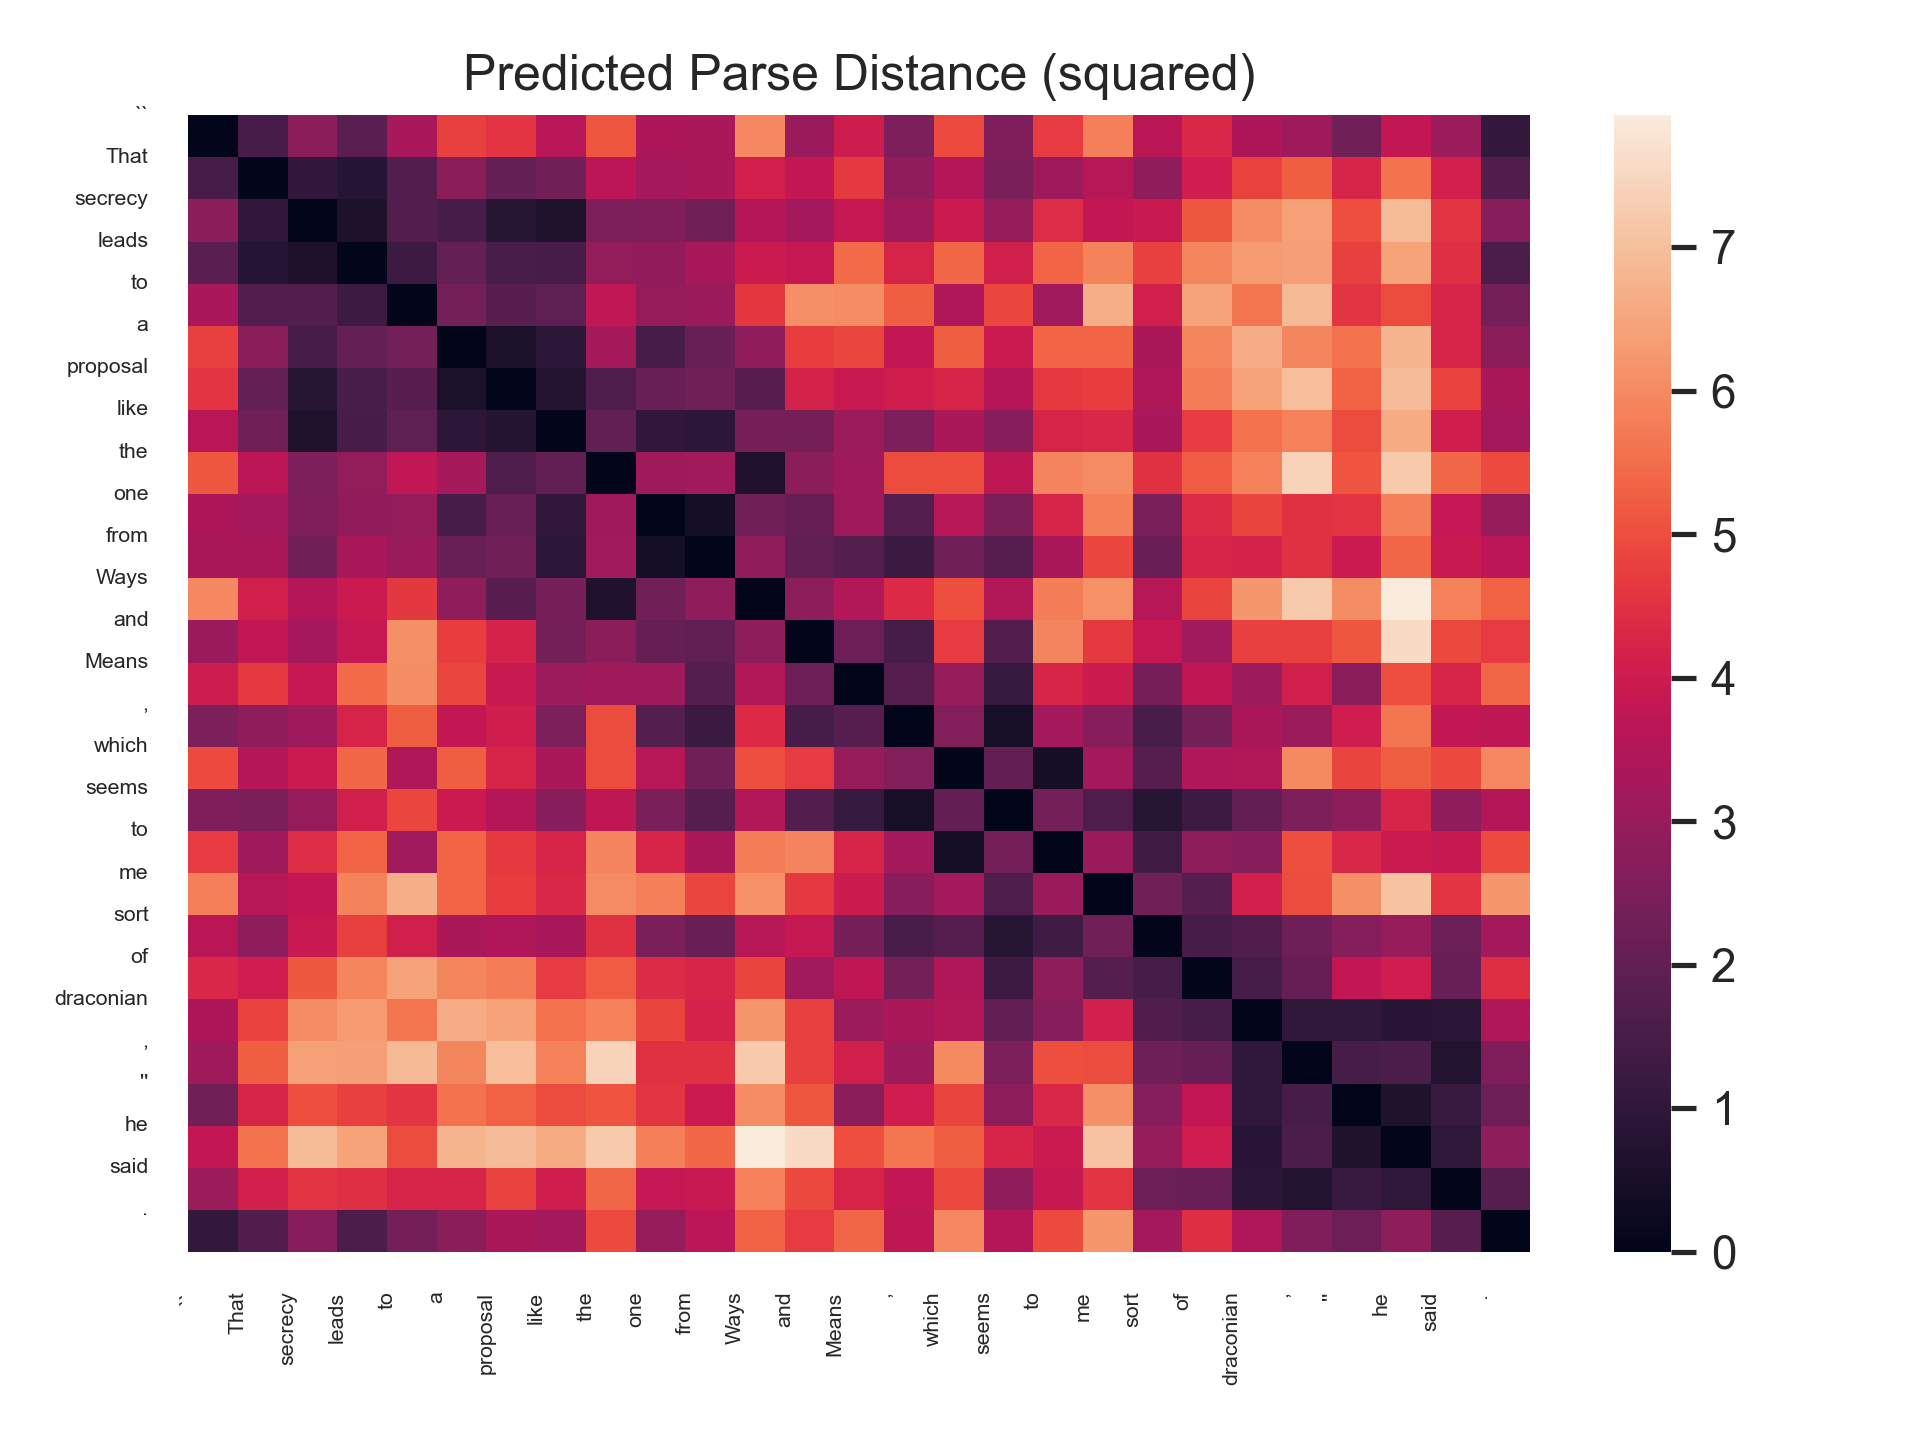 Predicted Parse Distance (squared)
``
That
secrecy
leads
to
a
proposal
like
the
one
from
Ways
and
Means
,
which
seems
to
me
sort
of
draconian
,
''
he
said
.
7
6
5
4
3
2
1
0
`` That secrecy leads to a proposal like the one from Ways and Means , which seems to me sort of draconian , '' he said .